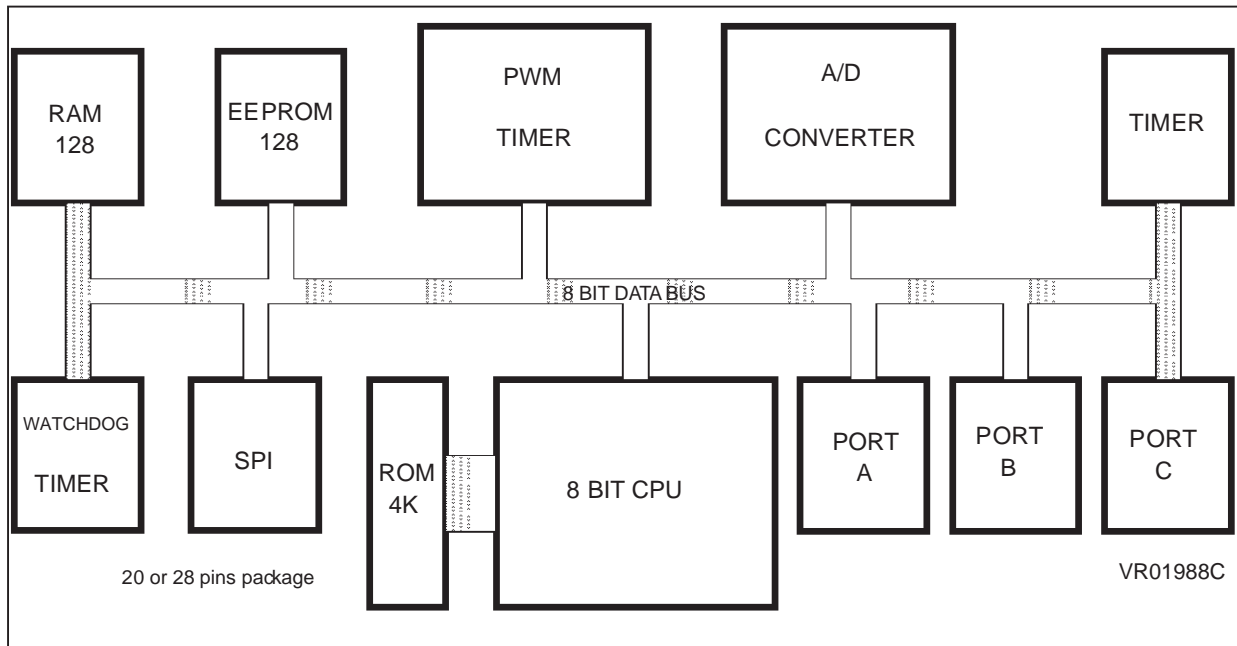 RAM
128
EEPROM
128
PWM
TIMER
A/D
CONVERTER
TIMER
8 BIT DATA BUS
WATCHDOG
TIMER
SPI
ROM
4K
8 BIT CPU
PORT
A
PORT
B
PORT
C
20 or 28 pins package
VR01988C